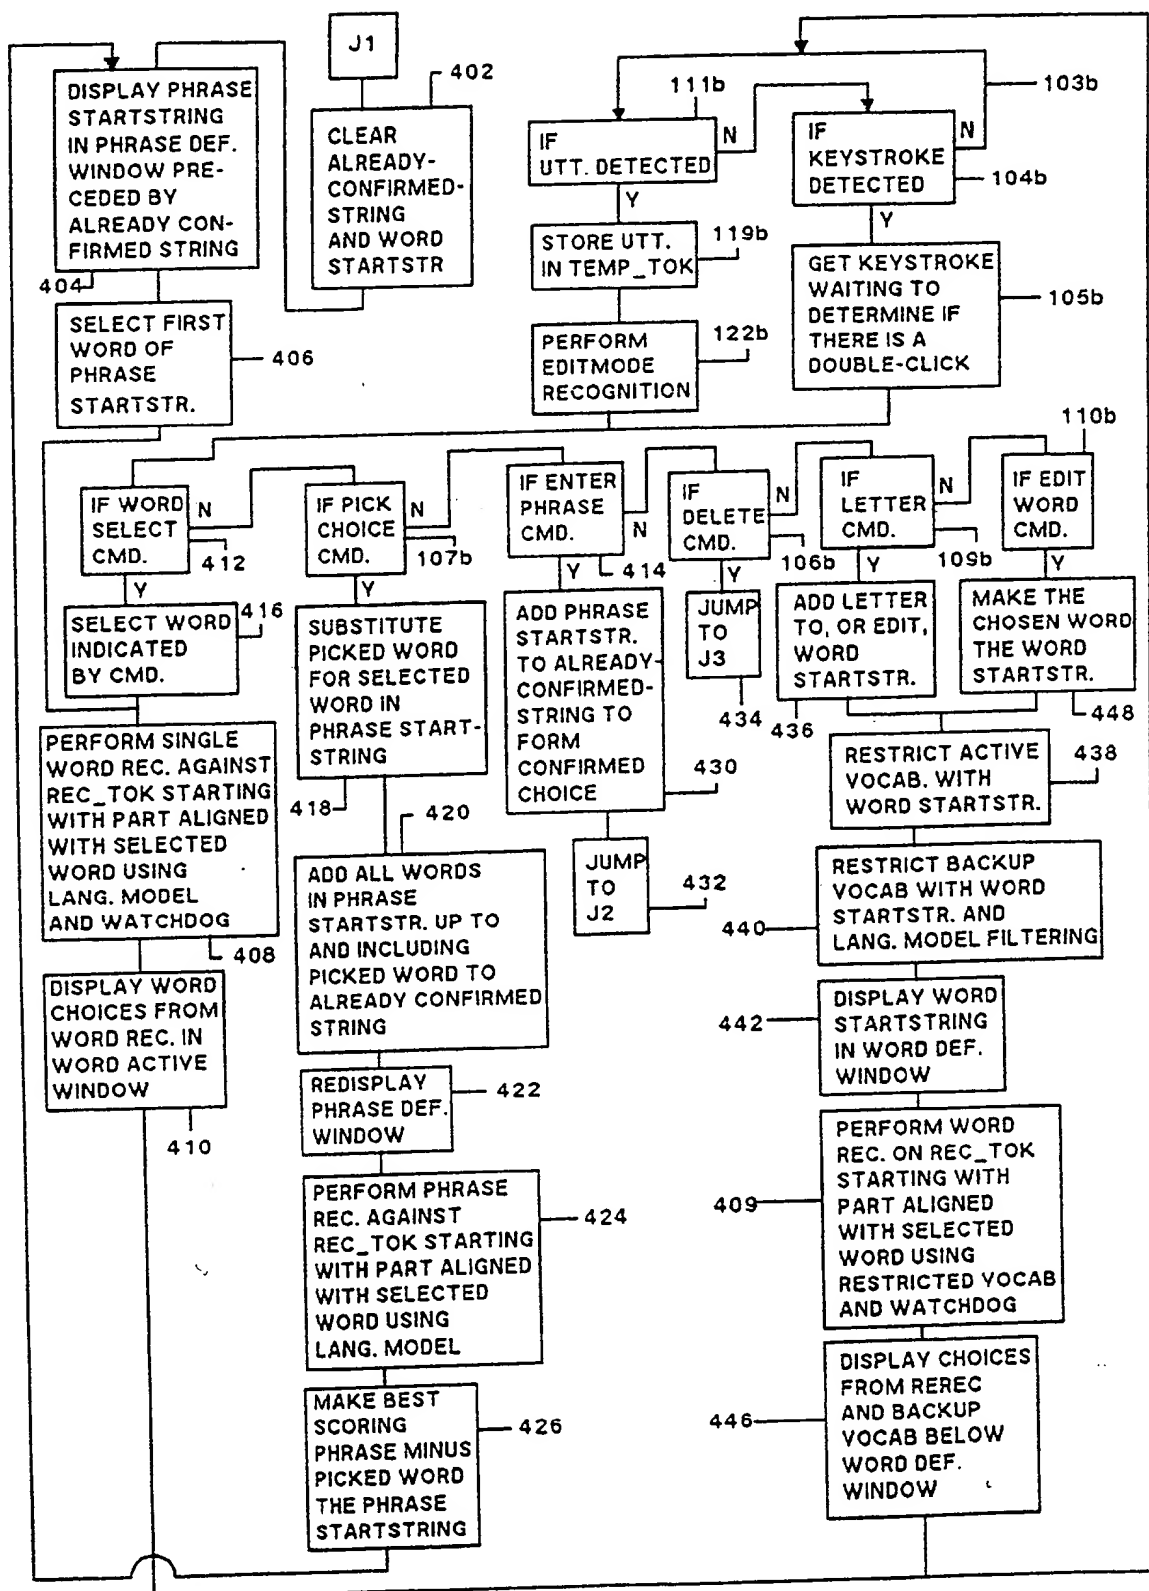 J1
402
CLEAR
ALREADY-
CONFIRMED-
STRING
AND WORD
STARTSTR
DISPLAY PHRASE
STARTSTRING
IN PHRASE DEF.
WINDOW PRE-
CEDED BY
ALREADY CON-
FIRMED STRING
404
SELECT FIRST
WORD OF
PHRASE
STARTSTR.
406
111b
IF
UTT. DETECTED
N
Y
103b
IF
KEYSTROKE
DETECTED
N
104b
Y
STORE UTT.
IN TEMP_TOK
119b
PERFORM
EDITMODE
RECOGNITION
122b
GET KEYSTROKE
WAITING TO
DETERMINE IF
THERE IS A
DOUBLE-CLICK
105b
IF WORD
SELECT
CMD.
N
412
Y
IF PICK
CHOICE
CMD.
N
107b
Y
IF ENTER
PHRASE
CMD.
N
414
Y
IF
DELETE
CMD.
N
106b
Y
IF
LETTER
CMD.
N
109b
Y
110b
IF EDIT
WORD
CMD.
Y
SELECT WORD
INDICATED
BY CMD.
416
PERFORM SINGLE
WORD REC. AGAINST
REC_TOK STARTING
WITH PART ALIGNED
WITH SELECTED
WORD USING
LANG. MODEL
AND WATCHDOG
408
DISPLAY WORD
CHOICES FROM
WORD REC. IN
WORD ACTIVE
WINDOW
410
SUBSTITUTE
PICKED WORD
FOR SELECTED
WORD IN
PHRASE START-
STRING
418
420
ADD ALL WORDS
IN PHRASE
STARTSTR. UP TO
AND INCLUDING
PICKED WORD TO
ALREADY CONFIRMED
STRING
REDISPLAY
PHRASE DEF.
WINDOW
422
PERFORM PHRASE
REC. AGAINST
REC_TOK STARTING
WITH PART ALIGNED
WITH SELECTED
WORD USING
LANG. MODEL
424
MAKE BEST
SCORING
PHRASE MINUS
PICKED WORD
THE PHRASE
STARTSTRING
426
ADD PHRASE
STARTSTR.
TO ALREADY-
CONFIRMED-
STRING TO
FORM
CONFIRMED
CHOICE
430
JUMP
TO
J2
432
JUMP
TO
J3
434
ADD LETTER
TO, OR EDIT,
WORD
STARTSTR.
436
MAKE THE
CHOSEN WORD
THE WORD
STARTSTR.
448
RESTRICT ACTIVE
VOCAB. WITH
WORD STARTSTR.
438
RESTRICT BACKUP
VOCAB WITH WORD
STARTSTR. AND
LANG. MODEL FILTERING
440
DISPLAY WORD
STARTSTRING
IN WORD DEF.
WINDOW
442
PERFORM WORD
REC. ON REC_TOK
STARTING WITH
PART ALIGNED
WITH SELECTED
WORD USING
RESTRICTED VOCAB
AND WATCHDOG
409
DISPLAY CHOICES
FROM REREC
AND BACKUP
VOCAB BELOW
WORD DEF.
WINDOW
446